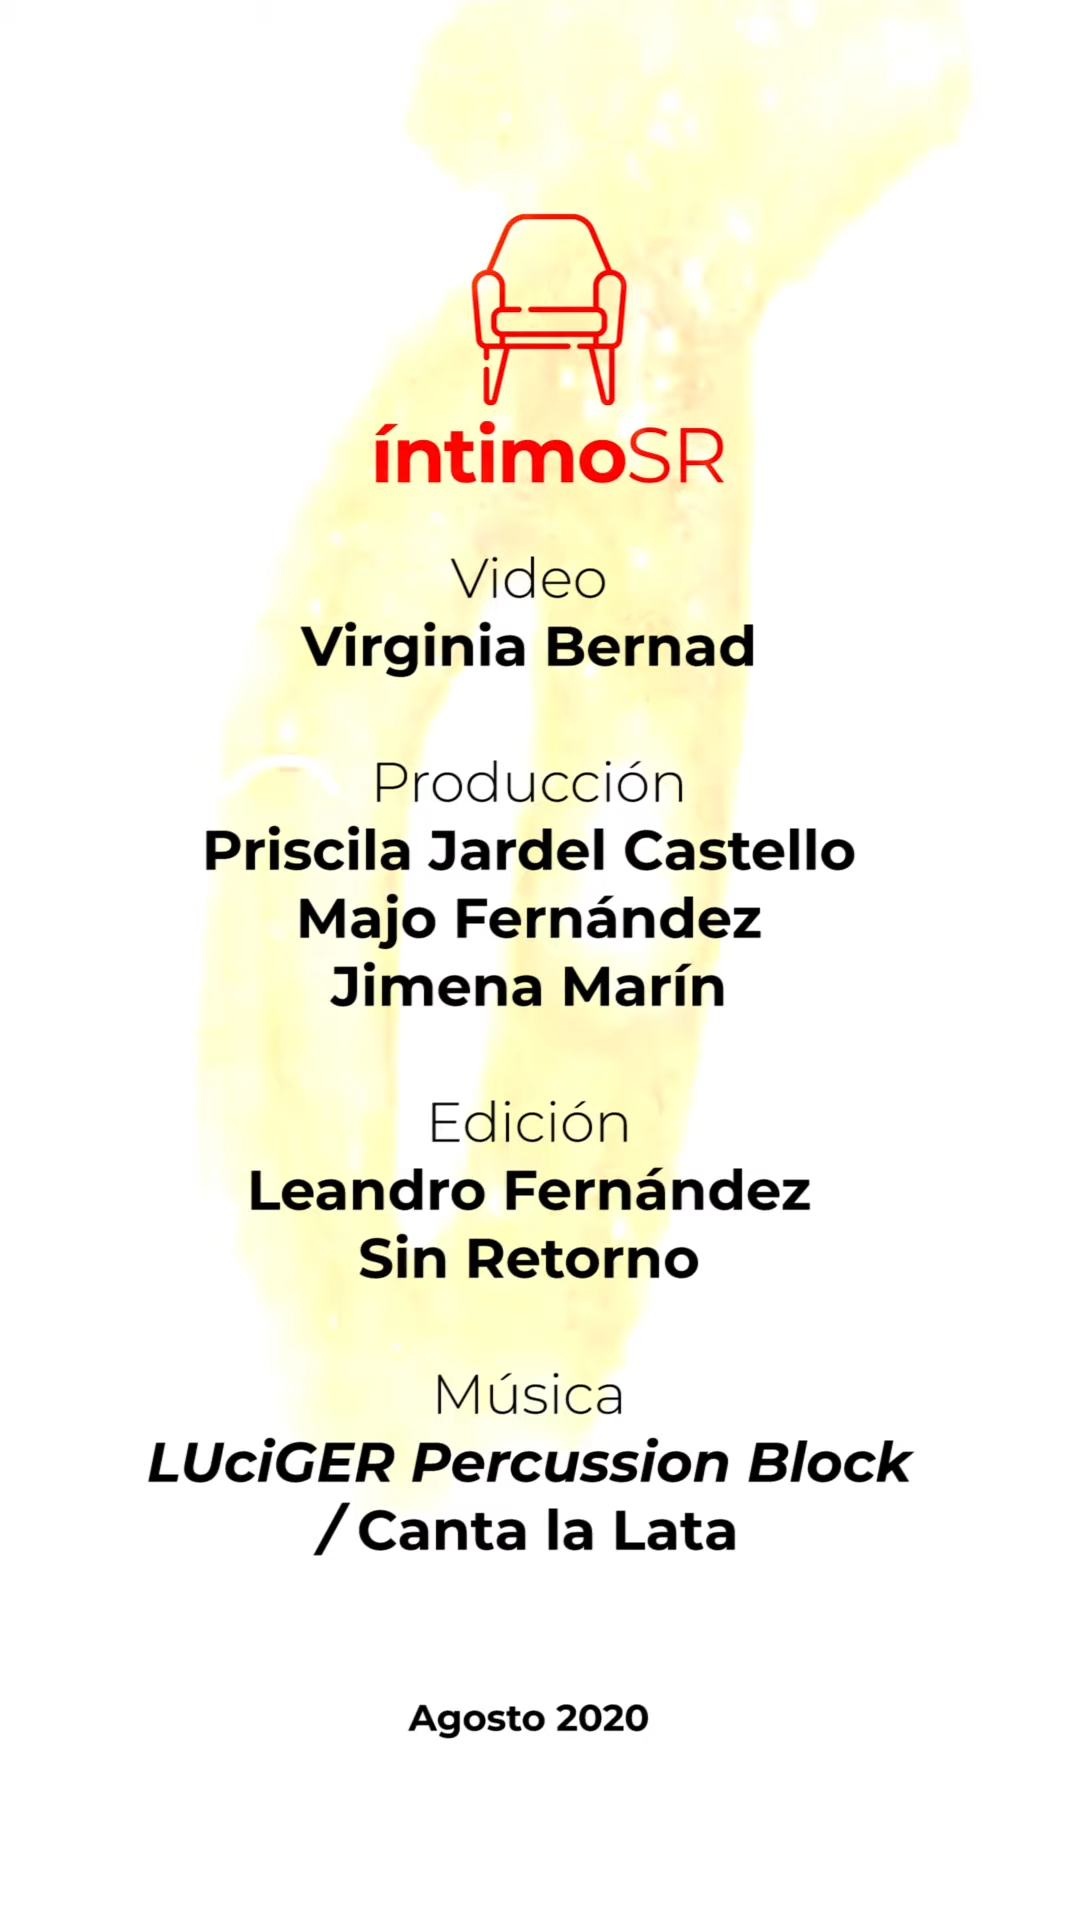 íntimoSR
Video
Virginia Bernad
Producción
Priscila Jardel Castello
Majo Fernández
Jimena Marín
Edición
Leandro Fernández
Sin Retorno
Música
LUciGER Percussion Block
/ Canta la Lata
Agosto 2020